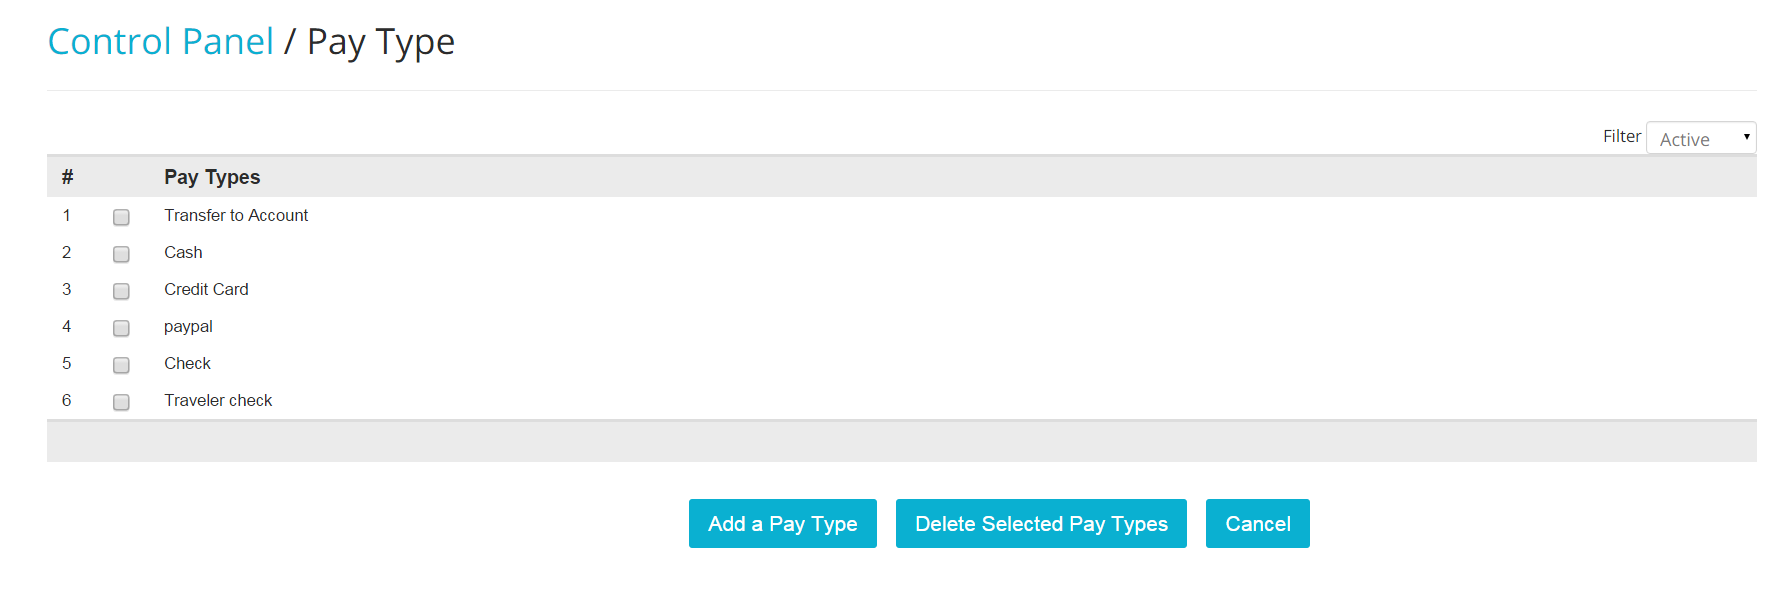 Control Panel / Pay Type
Filter Active
# Pay Types
1 Transfer to Account
2 Cash
3 Credit Card
4 paypal
5 Check
6 Traveler check
Add a Pay Type Delete Selected Pay Types Cancel